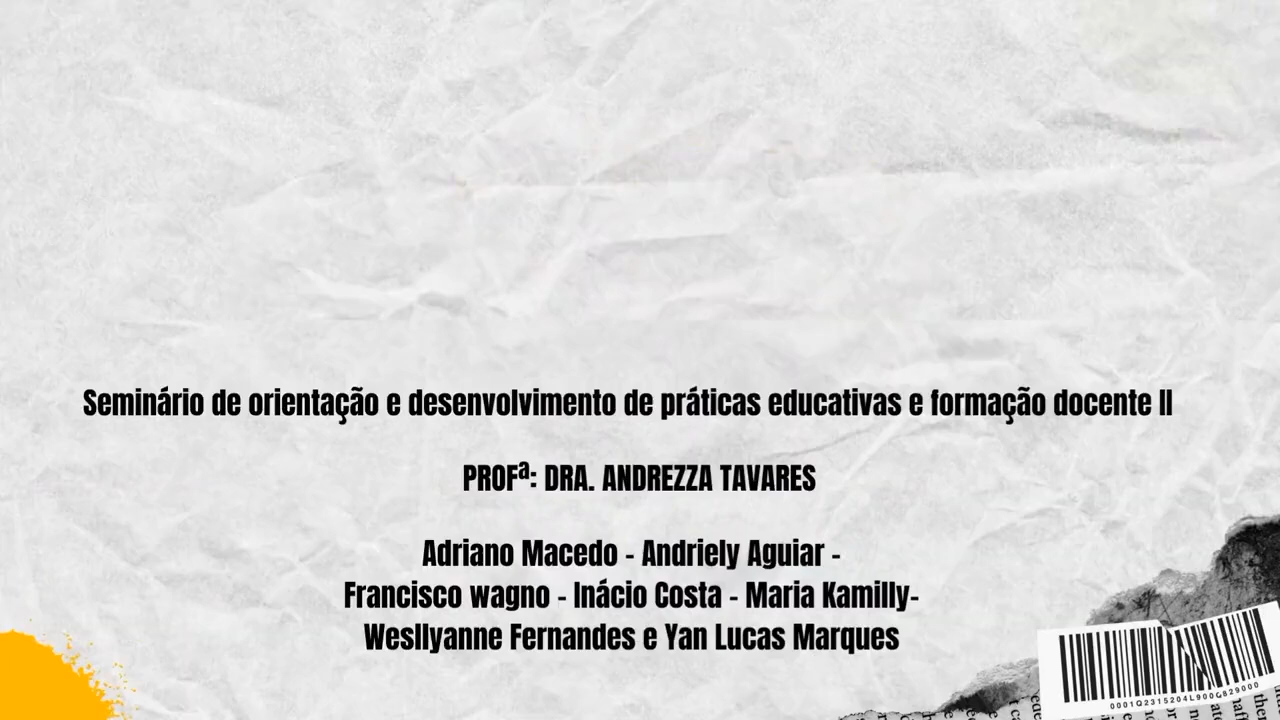 Seminário de orientação e desenvolvimento de práticas educativas e formação docente II
PROFª: DRA. ANDREZZA TAVARES
Adriano Macedo - Andriely Aguiar -
Francisco wagno - Inácio Costa - Maria Kamilly-
Wesllyanne Fernandes e Yan Lucas Marques